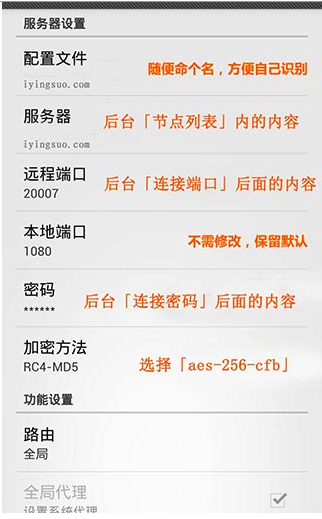 服务器设置
配置文件
随便命个名，方便自己识别
iyingsuo.com
服务器
后台「节点列表」内的内容
iyingsuo.com
远程端口
后台「连接端口」后面的内容
20007
本地端口
不需修改，保留默认
1080
密码
后台「连接密码」后面的内容
******
加密方法
选择「aes-256-cfb」
RC4-MD5
功能设置
路由
全局
全局代理
设置系统代理